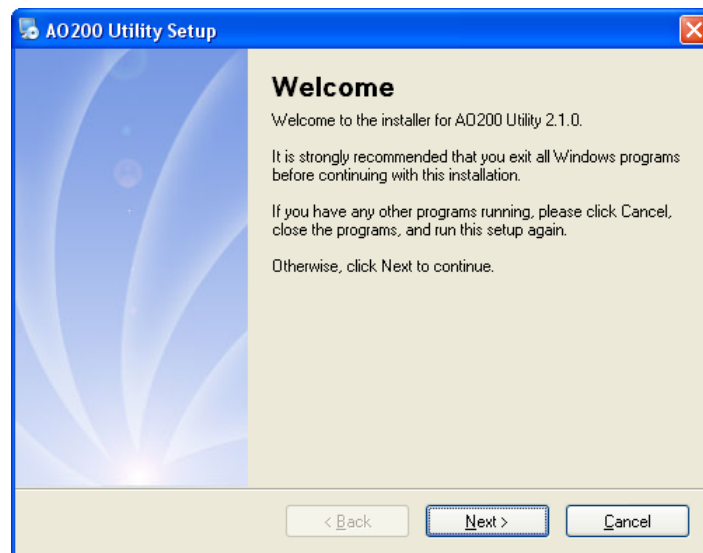 AO200 Utility Setup
Welcome
Welcome to the installer for AO200 Utility 2.1.0.
It is strongly recommended that you exit all Windows programs
before continuing with this installation.
If you have any other programs running, please click Cancel,
close the programs, and run this setup again.
Otherwise, click Next to continue.
< Back
Next >
Cancel